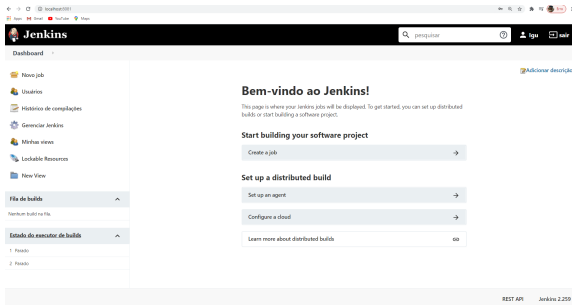 localhost:5001
Apps
Gmail
YouTube
Maps
Jenkins
pesquisar
Igu
sair
Dashboard
Adicionar descrição
Novo job
Usuários
Histórico de compilações
Gerenciar Jenkins
Minhas views
Lockable Resources
New View
Fila de builds
Nenhum build na fila.
Estado do executor de builds
1 Parado
2 Parado
Bem-vindo ao Jenkins!
This page is where your Jenkins jobs will be displayed. To get started, you can set up distributed
builds or start building a software project.
Start building your software project
Create a job
Set up a distributed build
Set up an agent
Configure a cloud
Learn more about distributed builds
REST API
Jenkins 2.259